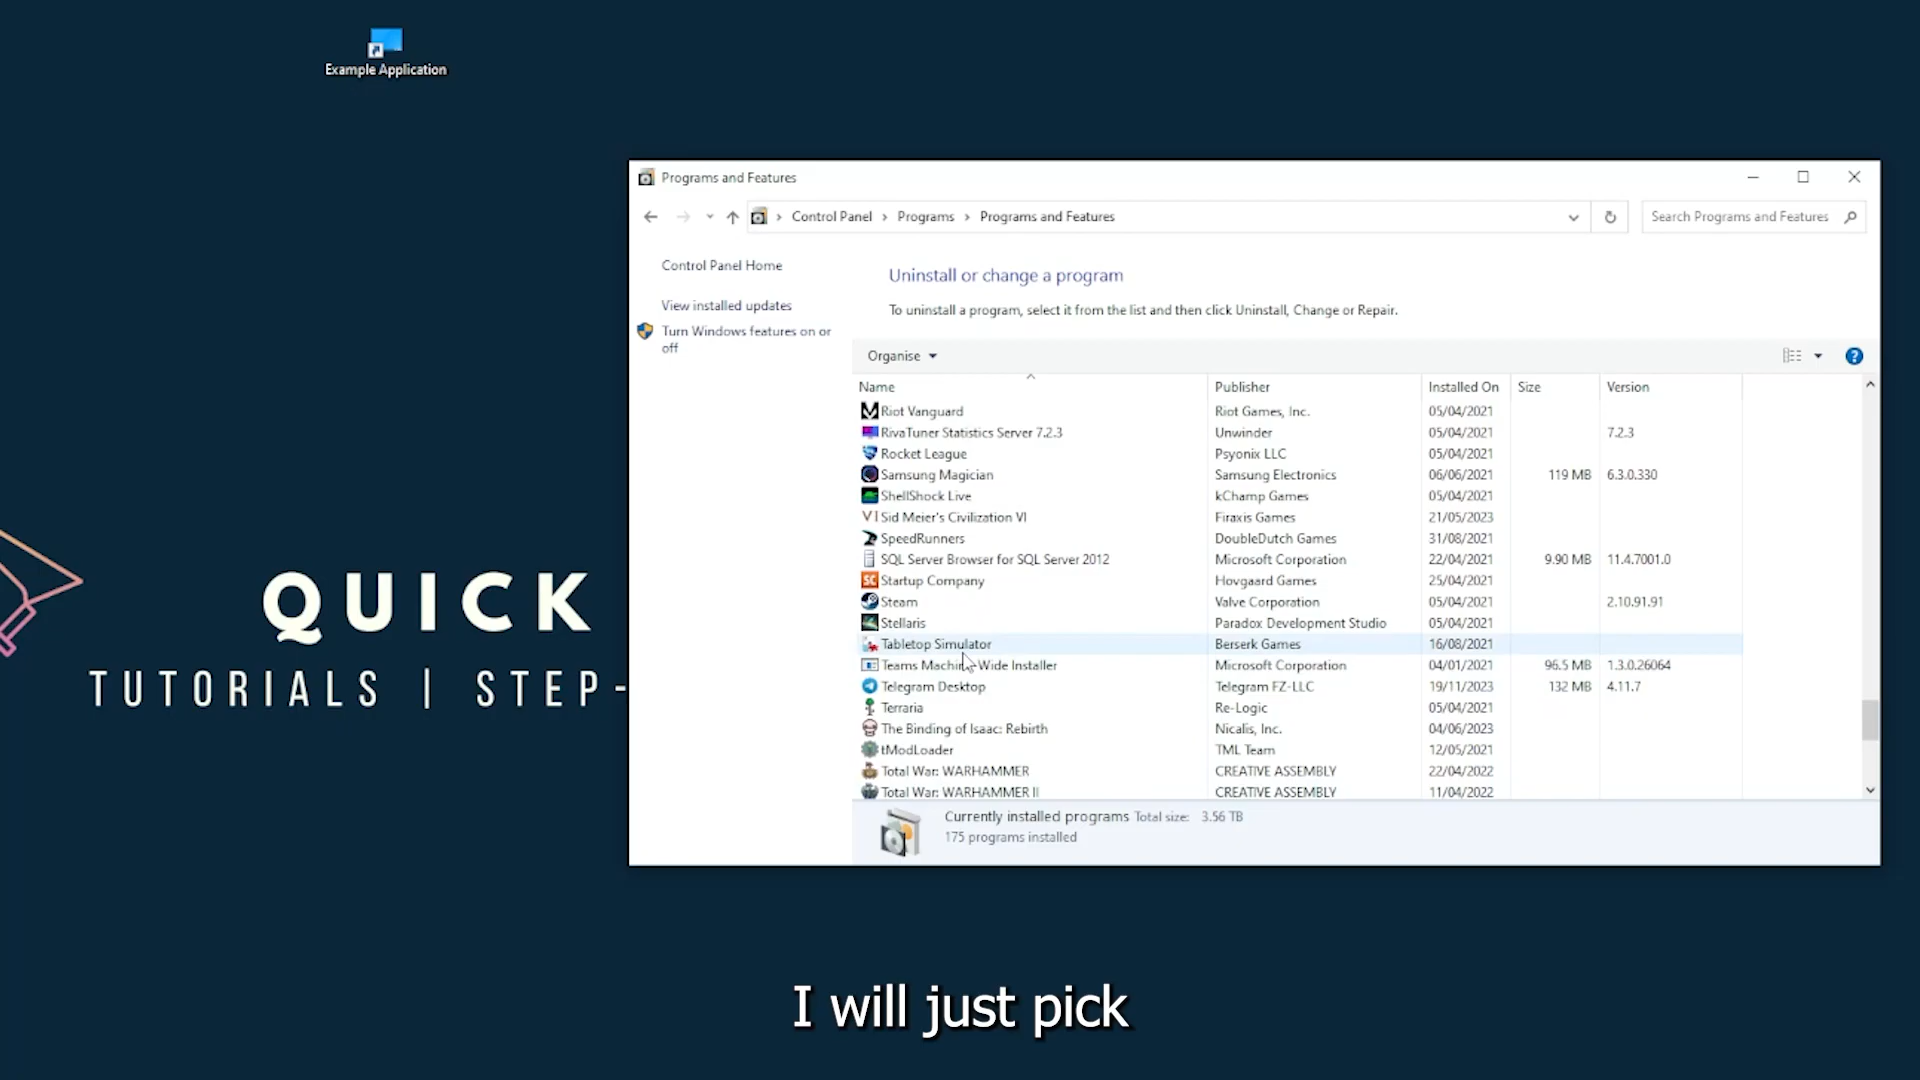 Example Application
QUICK
TUTORIALS | STEP-
Programs and Features
Control Panel > Programs > Programs and Features
Search Programs and Features
Control Panel Home
View installed updates
Turn Windows features on or
off
Uninstall or change a program
To uninstall a program, select it from the list and then click Uninstall, Change or Repair.
Organise
Name Publisher Installed On Size Version
Riot Vanguard Riot Games, Inc. 05/04/2021
RivaTuner Statistics Server 7.2.3 Unwinder 05/04/2021 7.2.3
Rocket League Psyonix LLC 05/04/2021
Samsung Magician Samsung Electronics 06/06/2021 119 MB 6.3.0.330
ShellShock Live kChamp Games 05/04/2021
VI Sid Meier's Civilization VI Firaxis Games 21/05/2023
SpeedRunners DoubleDutch Games 31/08/2021
SQL Server Browser for SQL Server 2012 Microsoft Corporation 22/04/2021 9.90 MB 11.4.7001.0
SC Startup Company Hovgaard Games 25/04/2021
Steam Valve Corporation 05/04/2021 2.10.91.91
Stellaris Paradox Development Studio 05/04/2021
Tabletop Simulator Berserk Games 16/08/2021
Teams Machine-Wide Installer Microsoft Corporation 04/01/2021 96.5 MB 1.3.0.26064
Telegram Desktop Telegram FZ-LLC 19/11/2023 132 MB 4.11.7
Terraria Re-Logic 05/04/2021
The Binding of Isaac: Rebirth Nicalis, Inc. 04/06/2023
tModLoader TML Team 12/05/2021
Total War: WARHAMMER CREATIVE ASSEMBLY 22/04/2022
Total War: WARHAMMER II CREATIVE ASSEMBLY 11/04/2022
Currently installed programs Total size: 3.56 TB
175 programs installed
I will just pick